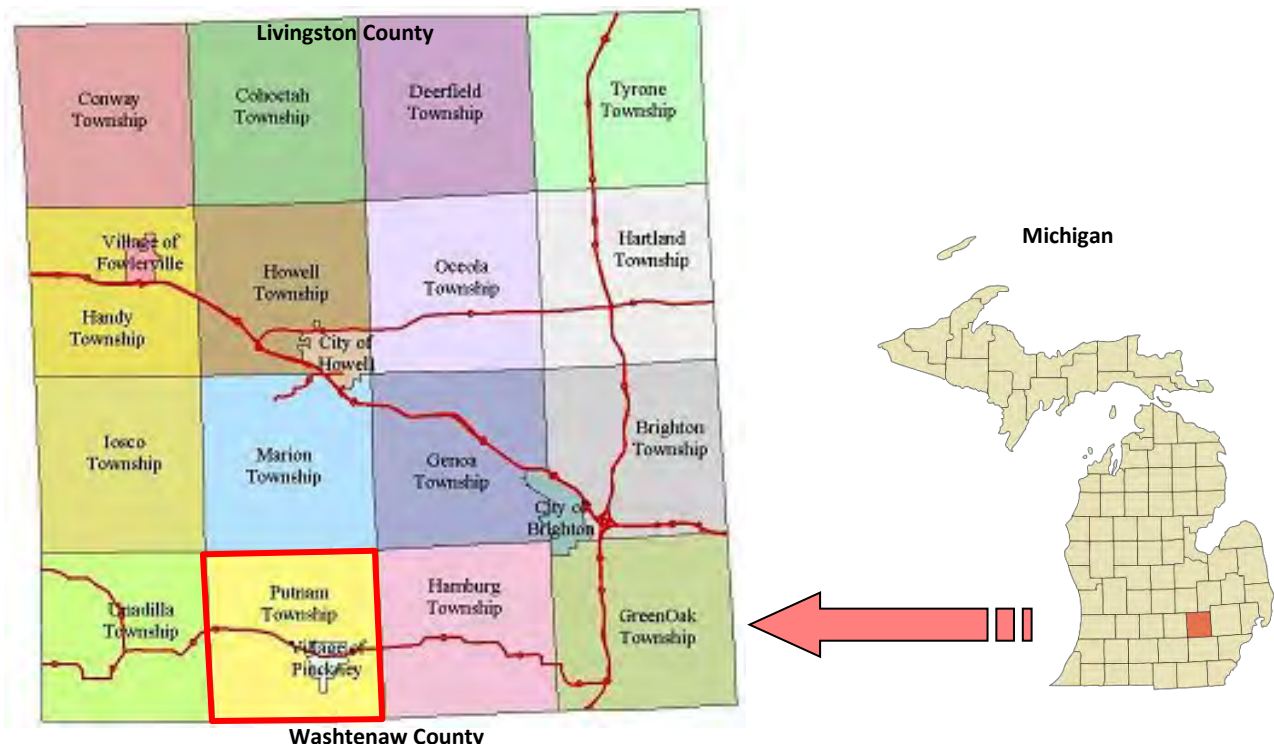 Livingston County
Conway
Township
Cohoctah
Township
Deerfield
Township
Tyrone
Township
Village of
Fowlerville
Handy
Township
Howell
Township
City of
Howell
Oceola
Township
Hartland
Township
Iosco
Township
Marion
Township
Genoa
Township
Brighton
Township
City of
Brighton
Unadilla
Township
Putnam
Township
Village of
Pinckney
Hamburg
Township
GreenOak
Township
Washtenaw County
Michigan